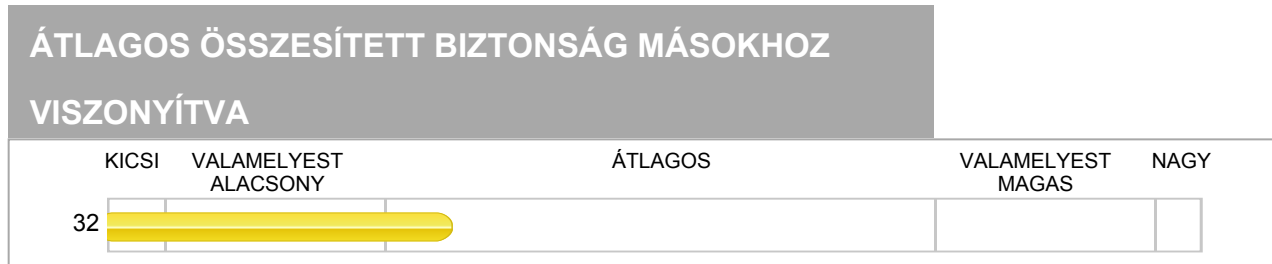 ÁTLAGOS ÖSSZESÍTETT BIZTONSÁG MÁSOKHOZ
VISZONYÍTVA
KICSI VALAMELYEST ÁTLAGOS VALAMELYEST NAGY
ALACSONY MAGAS
32